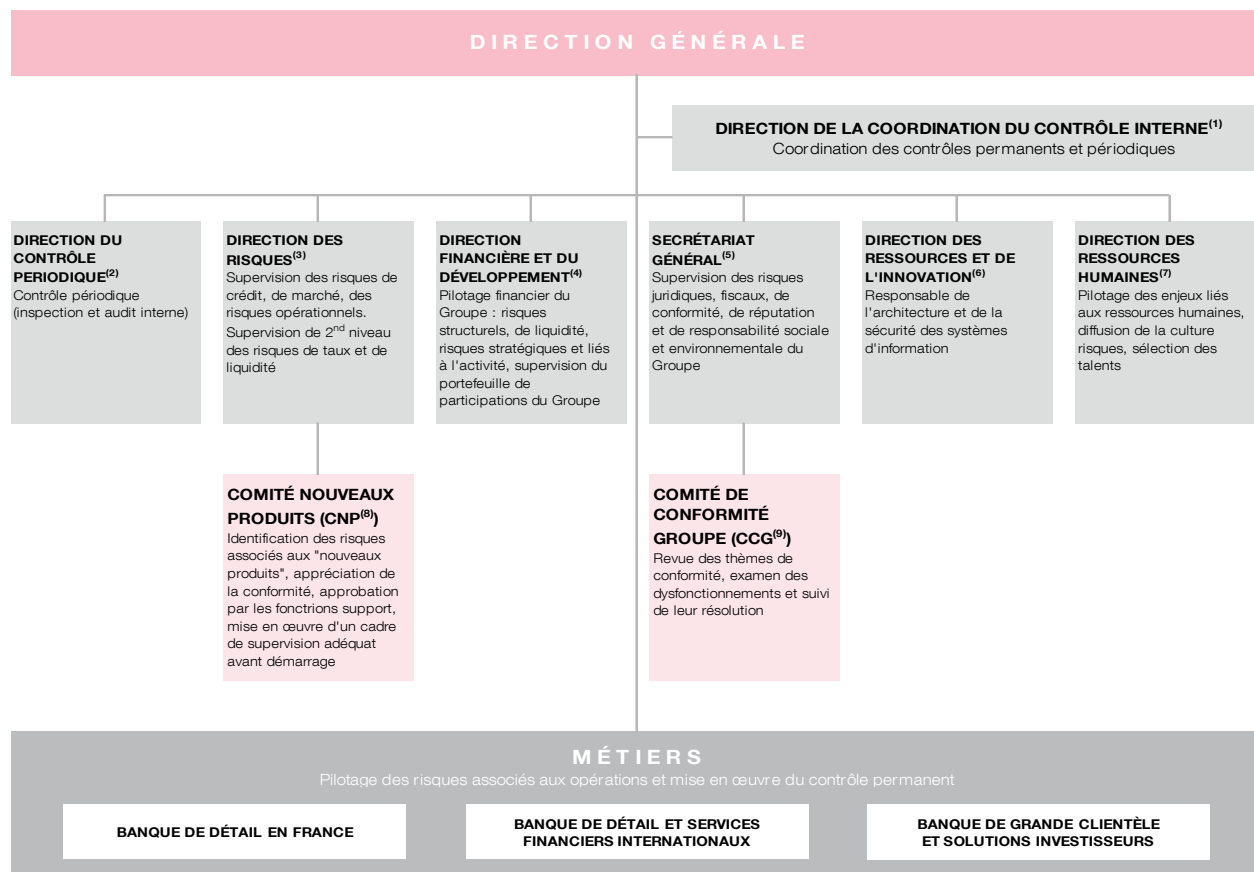 DIRECTION GÉNÉRALE
DIRECTION DE LA COORDINATION DU CONTRÔLE INTERNE(1)
Coordination des contrôles permanents et périodiques
DIRECTION DU
CONTRÔLE
PERIODIQUE(2)
Contrôle périodique
(inspection et audit interne)
DIRECTION DES
RISQUES(3)
Supervision des risques de
crédit, de marché, des
risques opérationnels.
Supervision de 2nd niveau
des risques de taux et de
liquidité
DIRECTION
FINANCIÈRE ET DU
DÉVELOPPEMENT(4)
Pilotage financier du
Groupe : risques
structurels, de liquidité,
risques stratégiques et liés
à l'activité, supervision du
portefeuille de
participations du Groupe
SECRÉTARIAT
GÉNÉRAL(5)
Supervision des risques
juridiques, fiscaux, de
conformité, de réputation
et de responsabilité sociale
et environnementale du
Groupe
DIRECTION DES
RESSOURCES ET DE
L'INNOVATION(6)
Responsable de
l'architecture et de la
sécurité des systèmes
d'information
DIRECTION DES
RESSOURCES
HUMAINES(7)
Pilotage des enjeux liés
aux ressources humaines,
diffusion de la culture
risques, sélection des
talents
COMITÉ NOUVEAUX
PRODUITS (CNP(8))
Identification des risques
associés aux "nouveaux
produits", appréciation de
la conformité, approbation
par les fonctrions support,
mise en œuvre d'un cadre
de supervision adéquat
avant démarrage
COMITÉ DE
CONFORMITÉ
GROUPE (CCG(9))
Revue des thèmes de
conformité, examen des
dysfonctionnements et suivi
de leur résolution
MÉTIERS
Pilotage des risques associés aux opérations et mise en œuvre du contrôle permanent
BANQUE DE DÉTAIL EN FRANCE
BANQUE DE DÉTAIL ET SERVICES
FINANCIERS INTERNATIONAUX
BANQUE DE GRANDE CLIENTÈLE
ET SOLUTIONS INVESTISSEURS